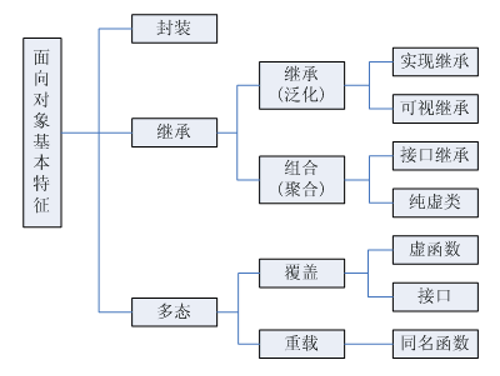 面向对象基本特征
封装
继承
继承
(泛化)
实现继承
可视继承
组合
(聚合)
接口继承
纯虚类
多态
覆盖
虚函数
接口
重载
同名函数